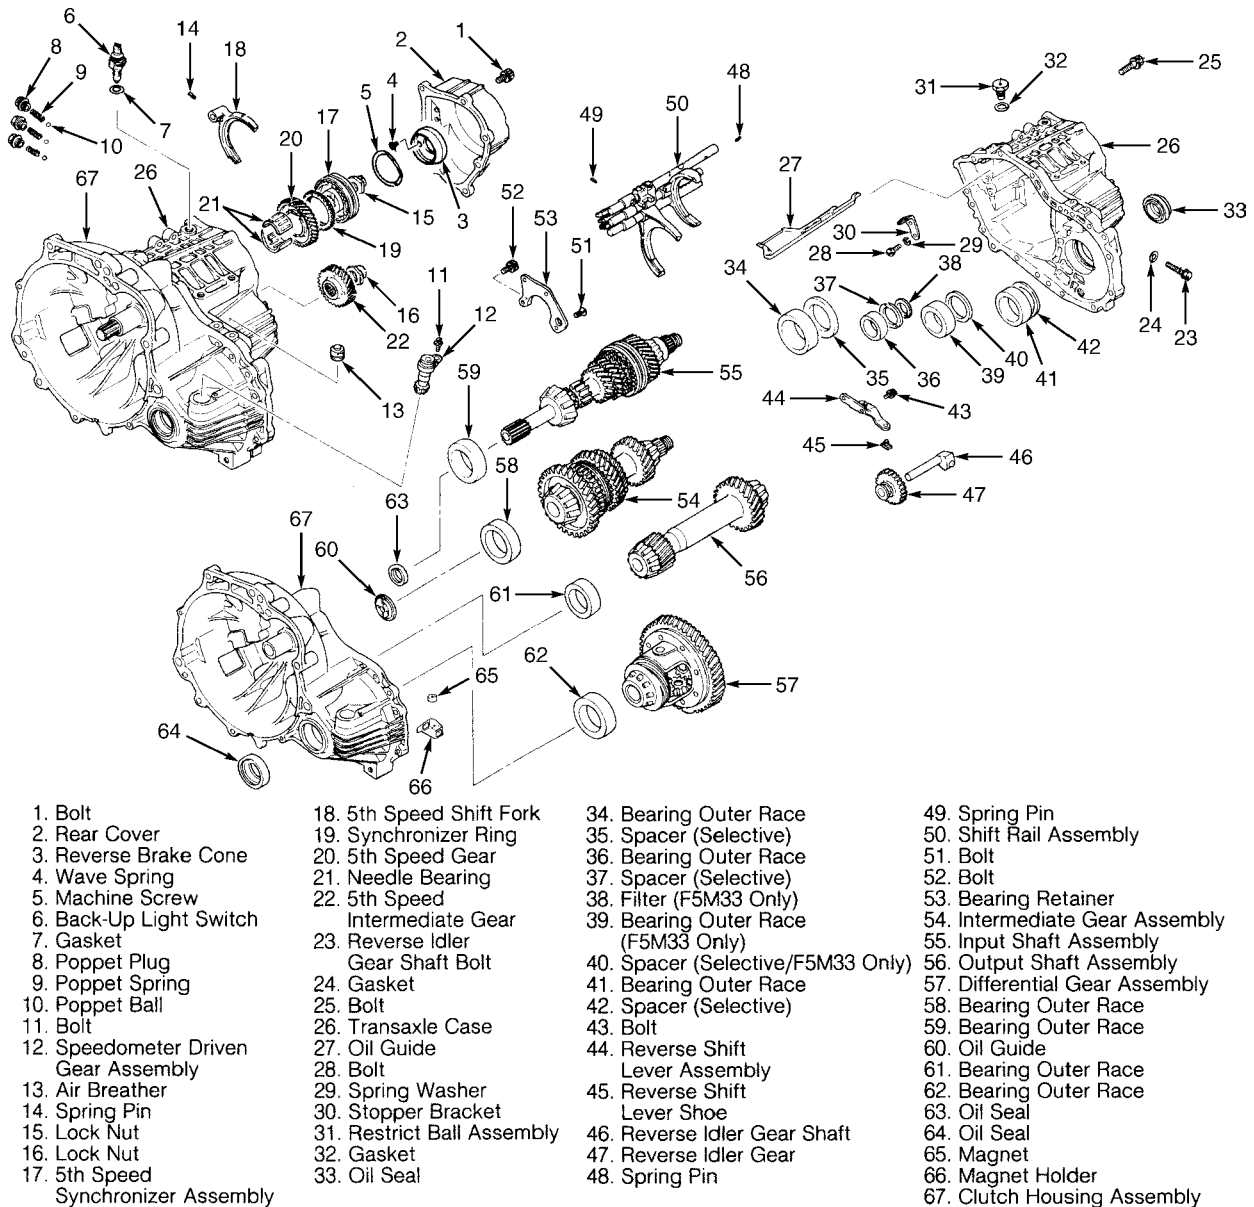 6
14
18
8
9
7
10
67
26
1
2
4
5
17
20
21
3
15
19
52
53
51
16
22
11
12
13
59
48
49
50
55
58
54
63
67
60
61
56
62
57
65
64
66
32
31
25
26
27
33
30
28
29
34
38
37
24
23
35
36
39
40
41
42
44
43
45
46
47
1. Bolt
2. Rear Cover
3. Reverse Brake Cone
4. Wave Spring
5. Machine Screw
6. Back-Up Light Switch
7. Gasket
8. Poppet Plug
9. Poppet Spring
10. Poppet Ball
11. Bolt
12. Speedometer Driven
Gear Assembly
13. Air Breather
14. Spring Pin
15. Lock Nut
16. Lock Nut
17. 5th Speed
Synchronizer Assembly
18. 5th Speed Shift Fork
19. Synchronizer Ring
20. 5th Speed Gear
21. Needle Bearing
22. 5th Speed
Intermediate Gear
23. Reverse Idler
Gear Shaft Bolt
24. Gasket
25. Bolt
26. Transaxle Case
27. Oil Guide
28. Bolt
29. Spring Washer
30. Stopper Bracket
31. Restrict Ball Assembly
32. Gasket
33. Oil Seal
34. Bearing Outer Race
35. Spacer (Selective)
36. Bearing Outer Race
37. Spacer (Selective)
38. Filter (F5M33 Only)
39. Bearing Outer Race
(F5M33 Only)
40. Spacer (Selective/F5M33 Only)
41. Bearing Outer Race
42. Spacer (Selective)
43. Bolt
44. Reverse Shift
Lever Assembly
45. Reverse Shift
Lever Shoe
46. Reverse Idler Gear Shaft
47. Reverse Idler Gear
48. Spring Pin
49. Spring Pin
50. Shift Rail Assembly
51. Bolt
52. Bolt
53. Bearing Retainer
54. Intermediate Gear Assembly
55. Input Shaft Assembly
56. Output Shaft Assembly
57. Differential Gear Assembly
58. Bearing Outer Race
59. Bearing Outer Race
60. Oil Guide
61. Bearing Outer Race
62. Bearing Outer Race
63. Oil Seal
64. Oil Seal
65. Magnet
66. Magnet Holder
67. Clutch Housing Assembly